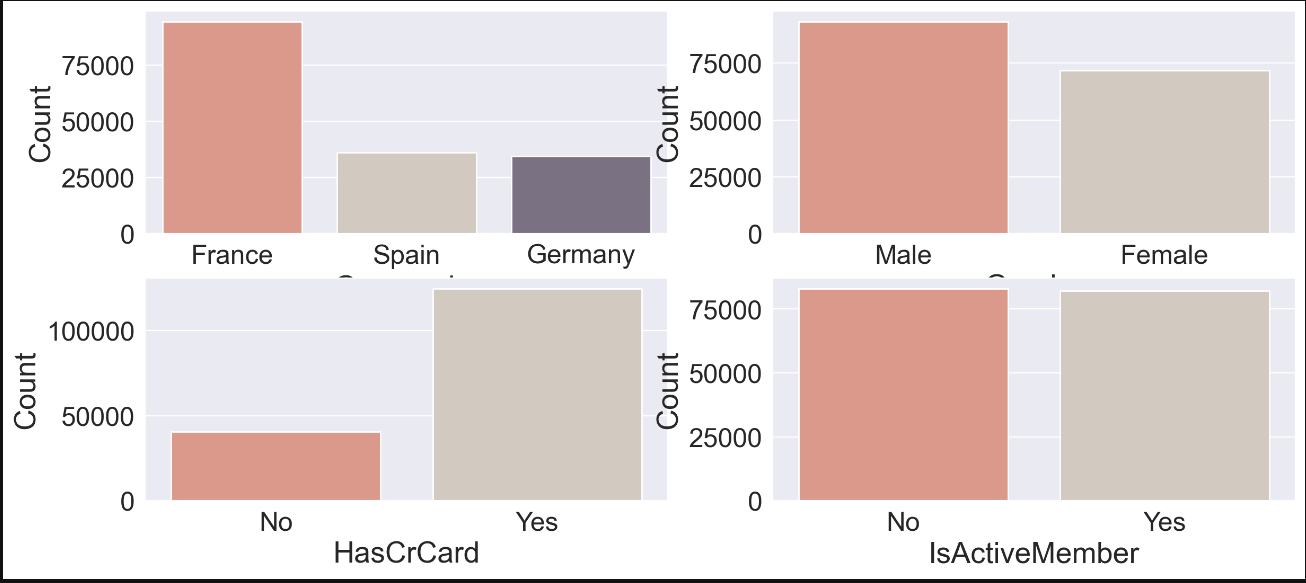 Count
75000
50000
25000
0
France Spain Germany
Count
75000
50000
25000
0
Male Female
Count
100000
50000
0
No Yes
HasCrCard
Count
75000
50000
25000
0
No Yes
IsActiveMember